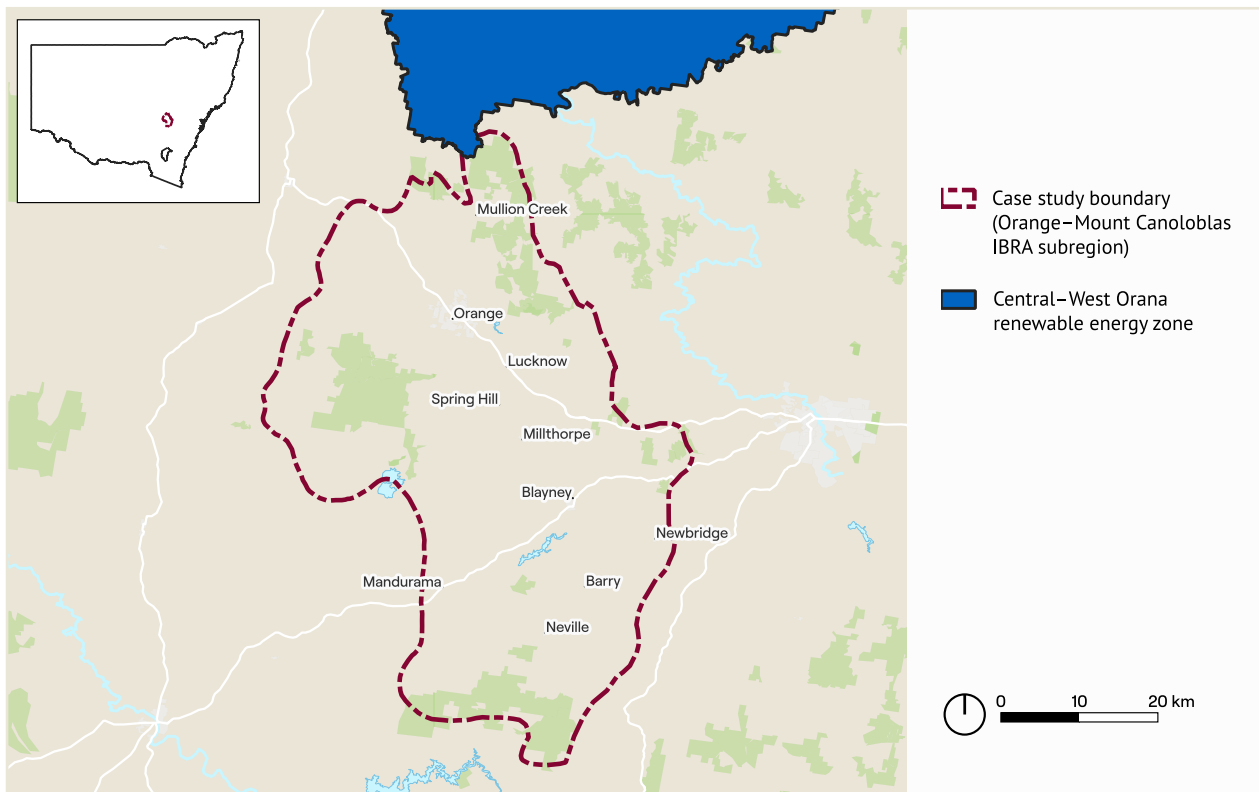 Mullion Creek
Orange
Lucknow
Spring Hill
Millthorpe
Blayney
Newbridge
Mandurama
Barry
Neville
Case study boundary
(Orange–Mount Canoloblas
IBRA subregion)
Central–West Orana
renewable energy zone
0 10 20 km